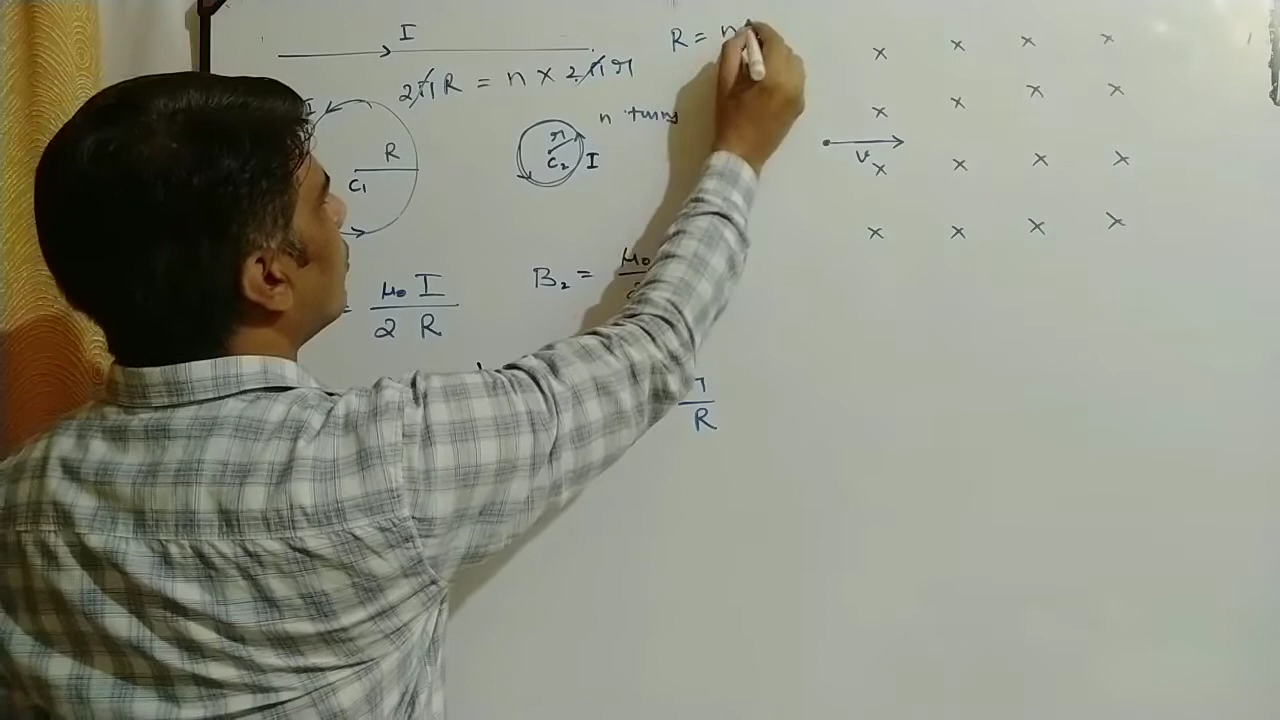 I
R = n
2πR = n × 2πr
I
n turns
R
C₁
r
C₂
I
V
μ₀ I
2 R
B₂ = μ₀
R